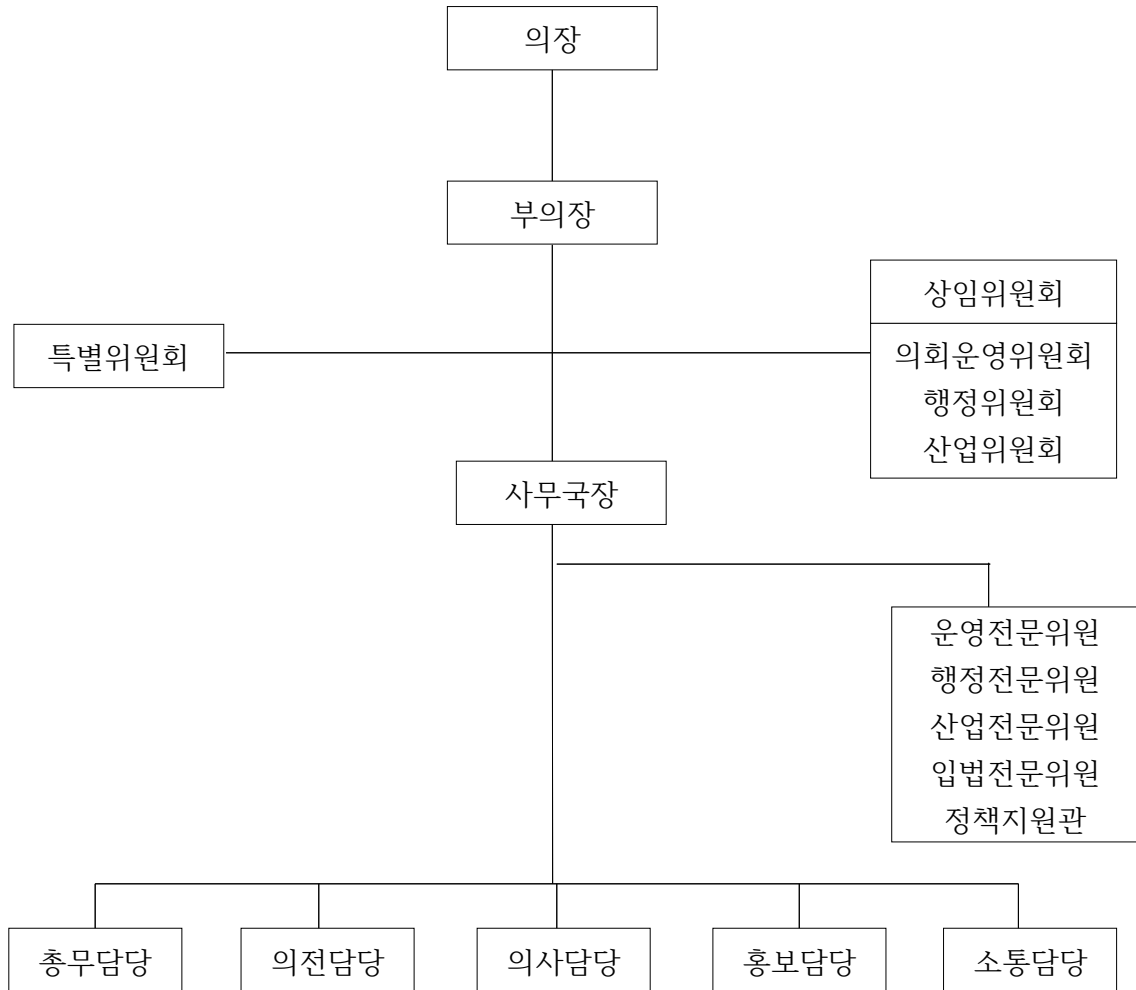 의장
부의장
상임위원회
특별위원회
의회운영위원회
행정위원회
산업위원회
사무국장
운영전문위원
행정전문위원
산업전문위원
입법전문위원
정책지원관
총무담당
의전담당
의사담당
홍보담당
소통담당